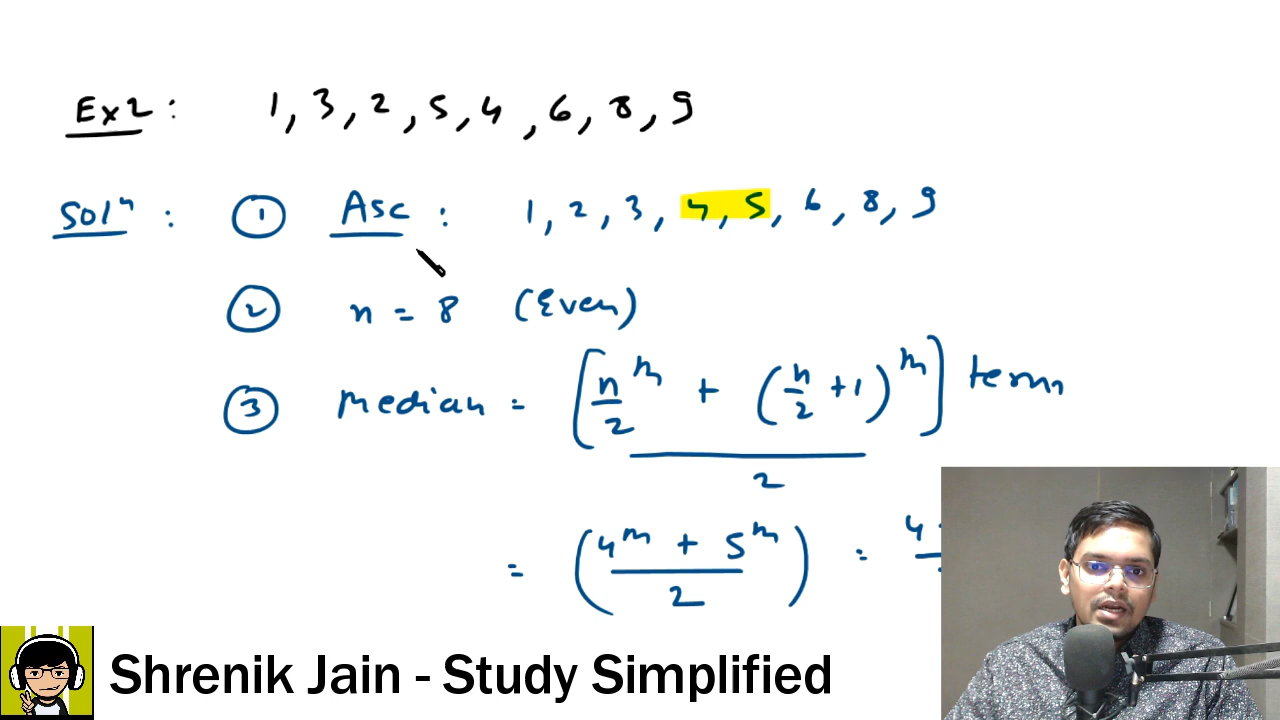 Ex2 : 1, 3, 2, 5, 4, 6, 8, 9
Solⁿ : ① Asc : 1, 2, 3, 4, 5, 6, 8, 9
② n = 8 (Even)
③ Median = [n/2 th + (n/2 + 1) th] term / 2
= (4th + 5th / 2) = 4
Shrenik Jain - Study Simplified